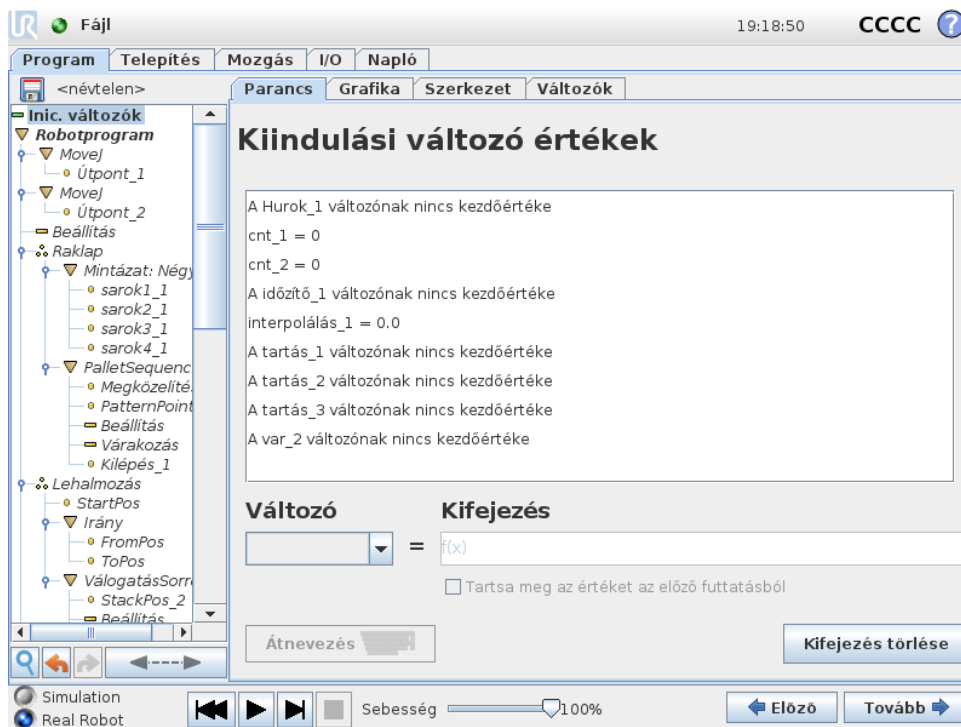 UR Fájl 19:18:50 CCCC ?
Program Telepítés Mozgás I/O Napló
<névtelen>
Parancs Grafika Szerkezet Változók
Inic. változók
Robotprogram
MoveJ
Útpont_1
MoveJ
Útpont_2
Beállítás
Raklap
Mintázat: Négy
sarok1_1
sarok2_1
sarok3_1
sarok4_1
PalletSequenc
Megközelítés
PatternPoint
Beállítás
Várakozás
Kilépés_1
Lehalmozás
StartPos
Irány
FromPos
ToPos
VálogatásSorr
StackPos_2
Beállítás
Kiindulási változó értékek
A Hurok_1 változónak nincs kezdőértéke
cnt_1 = 0
cnt_2 = 0
A időzítő_1 változónak nincs kezdőértéke
interpolálás_1 = 0.0
A tartás_1 változónak nincs kezdőértéke
A tartás_2 változónak nincs kezdőértéke
A tartás_3 változónak nincs kezdőértéke
A var_2 változónak nincs kezdőértéke
Változó Kifejezés
= f(x)
Tartsa meg az értéket az előző futtatásból
Átnevezés
Kifejezés törlése
Simulation
Real Robot
Sebesség 100%
Előző Tovább